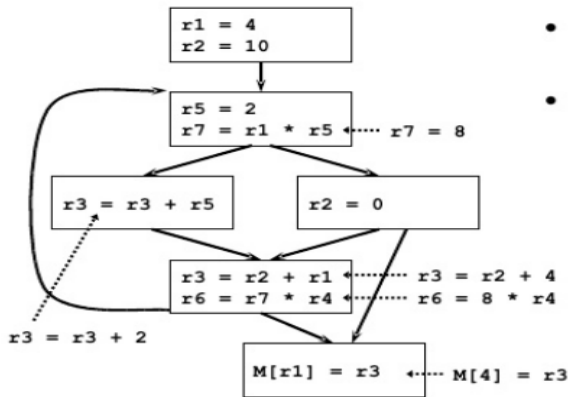 r1 = 4
r2 = 10
r5 = 2
r7 = r1 * r5
r7 = 8
r3 = r3 + r5
r2 = 0
r3 = r2 + r1
r3 = r2 + 4
r6 = r7 * r4
r6 = 8 * r4
r3 = r3 + 2
M[r1] = r3
M[4] = r3